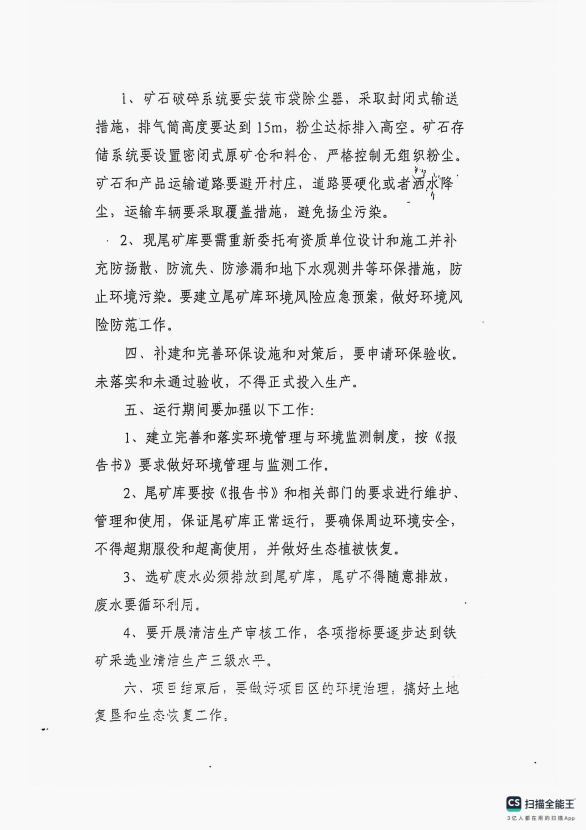 1、矿石破碎系统要安装布袋除尘器，采取封闭式输送
措施，排气筒高度要达到15m，粉尘达标排入高空。矿石存
储系统要设置密闭式原矿仓和料仓，严格控制无组织粉尘。
矿石和产品运输道路要避开村庄，道路要硬化或者洒水降
尘，运输车辆要采取覆盖措施，避免扬尘污染。
2、现尾矿库要需重新委托有资质单位设计和施工并补
充防扬散、防流失、防渗漏和地下水观测井等环保措施，防
止环境污染。要建立尾矿库环境风险应急预案，做好环境风
险防范工作。
四、补建和完善环保设施和对策后，要申请环保验收。
未落实和未通过验收，不得正式投入生产。
五、运行期间要加强以下工作：
1、建立完善和落实环境管理与环境监测制度，按《报
告书》要求做好环境管理与监测工作。
2、尾矿库要按《报告书》和相关部门的要求进行维护、
管理和使用，保证尾矿库正常运行，要确保周边环境安全，
不得超期服役和超高使用，并做好生态植被恢复。
3、选矿废水必须排放到尾矿库，尾矿不得随意排放，
废水要循环利用。
4、要开展清洁生产审核工作，各项指标要逐步达到铁
矿采选业清洁生产三级水平。
六、项目结束后，要做好项目区的环境治理，搞好土地
复垦和生态恢复工作。
CS 扫描全能王
3亿人都在用的扫描App